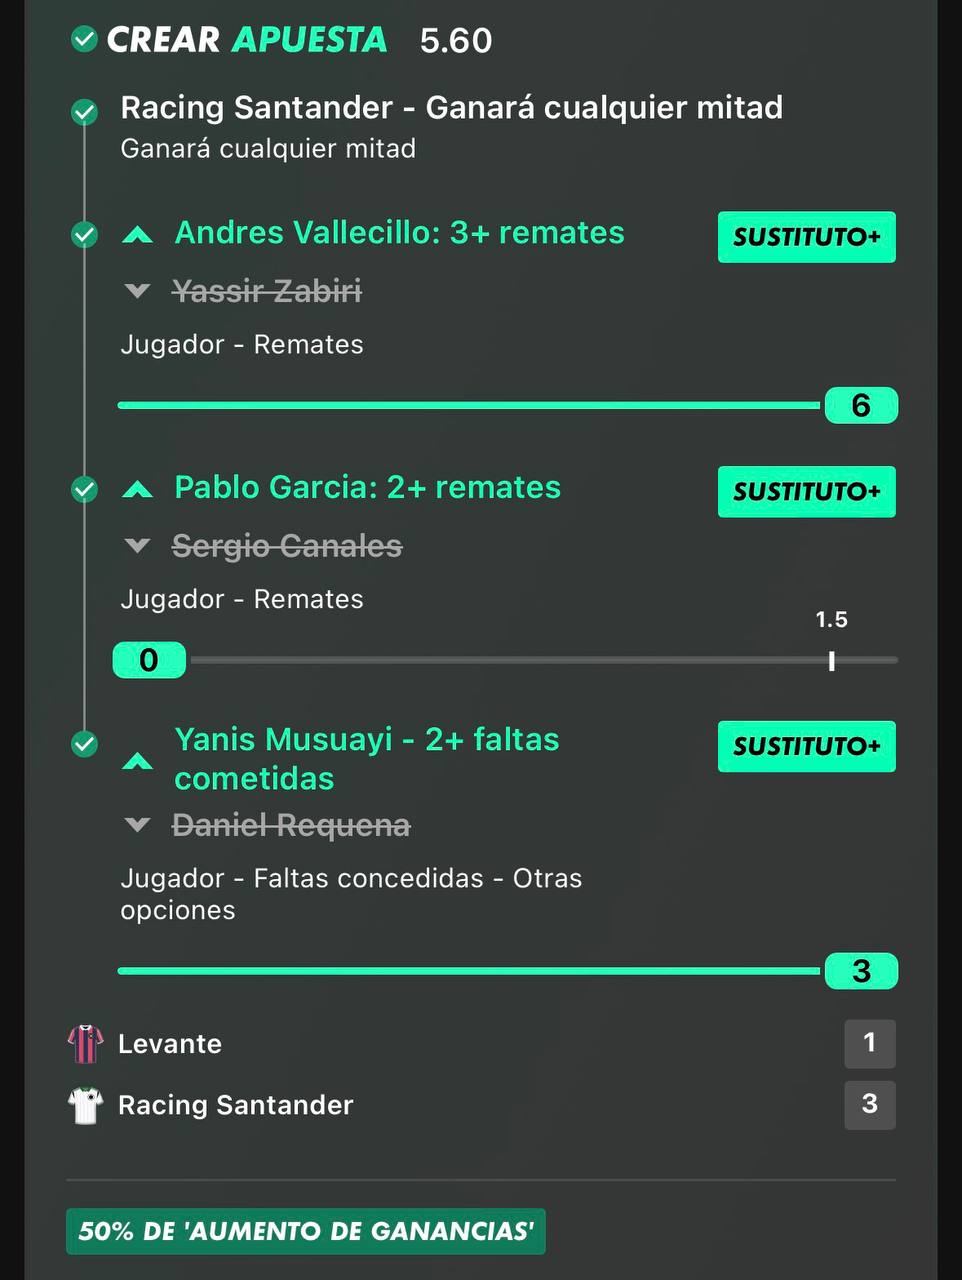 CREAR APUESTA 5.60
Racing Santander - Ganará cualquier mitad
Ganará cualquier mitad
Andres Vallecillo: 3+ remates
SUSTITUTO+
Yassir Zabiri
Jugador - Remates
6
Pablo Garcia: 2+ remates
SUSTITUTO+
Sergio Canales
Jugador - Remates
1.5
0
Yanis Musuayi - 2+ faltas
cometidas
SUSTITUTO+
Daniel Requena
Jugador - Faltas concedidas - Otras
opciones
3
Levante 1
Racing Santander 3
50% DE 'AUMENTO DE GANANCIAS'